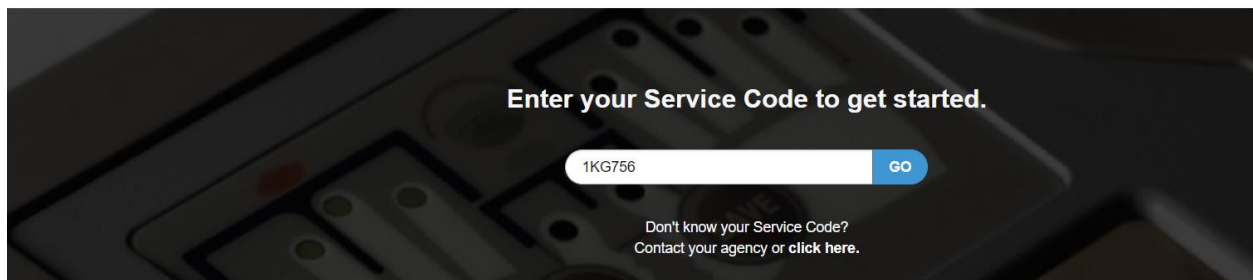 Enter your Service Code to get started.
1KG756
GO
Don't know your Service Code?
Contact your agency or click here.